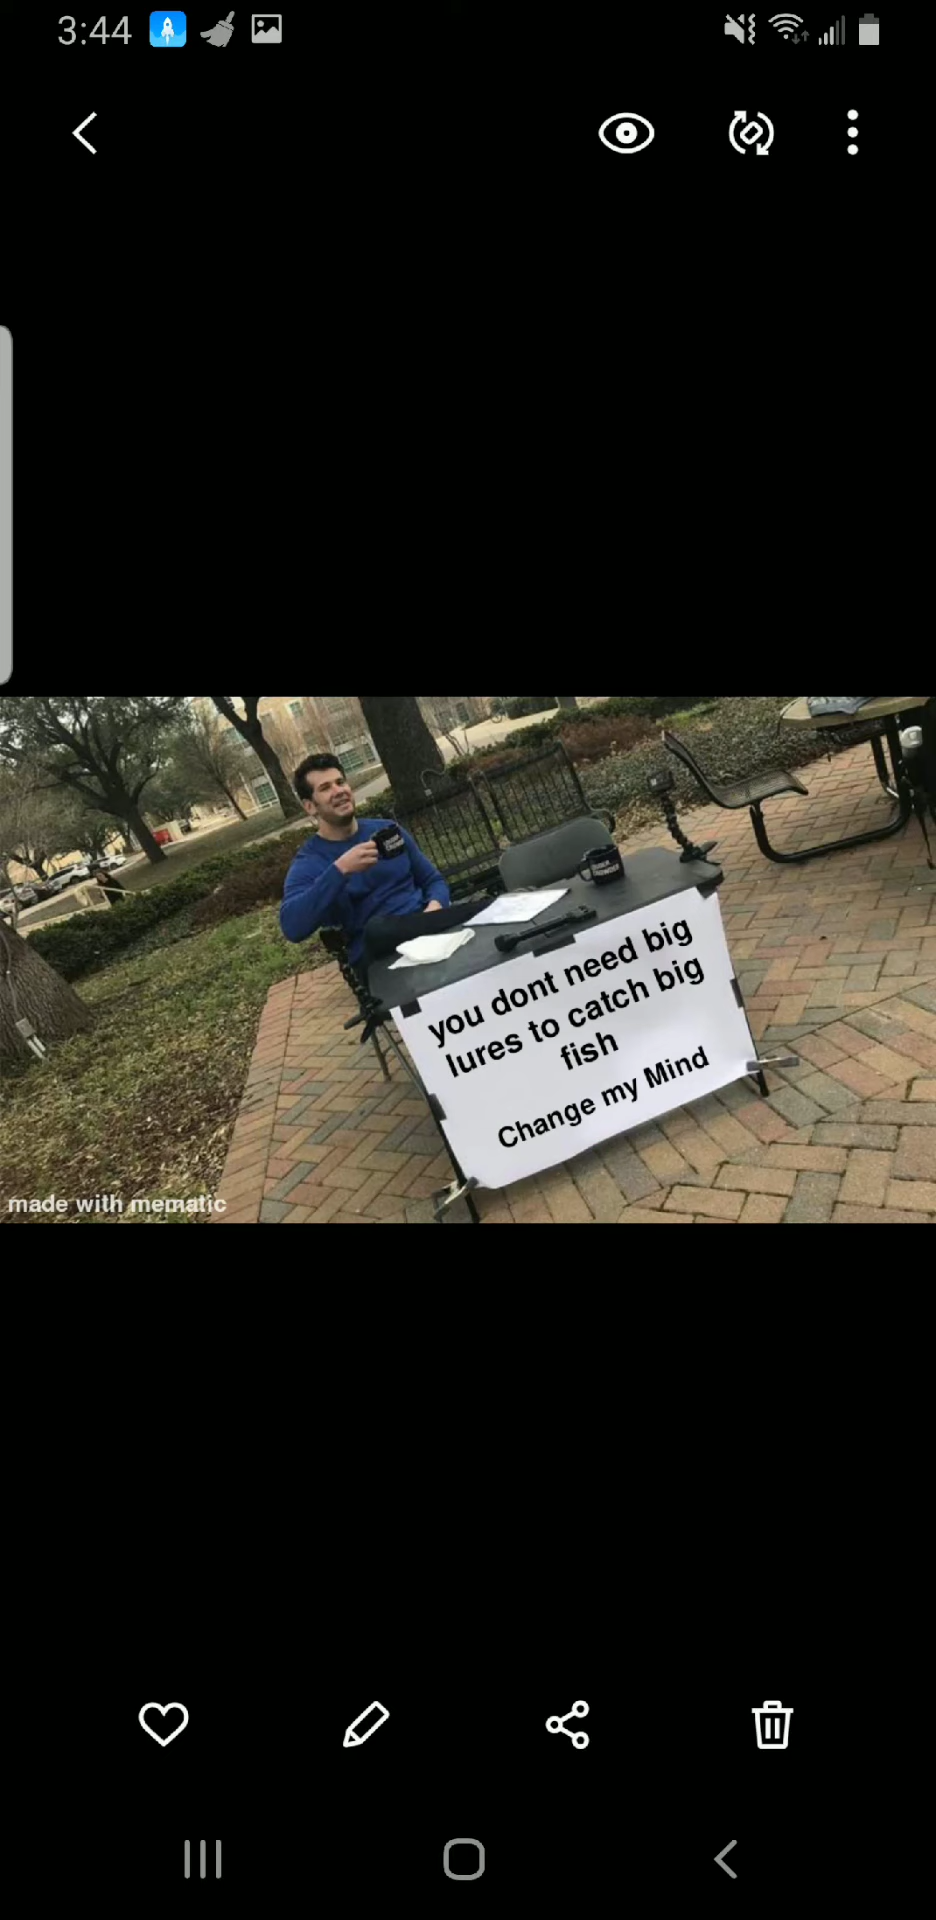 3:44
you dont need big
lures to catch big
fish
Change my Mind
made with mematic